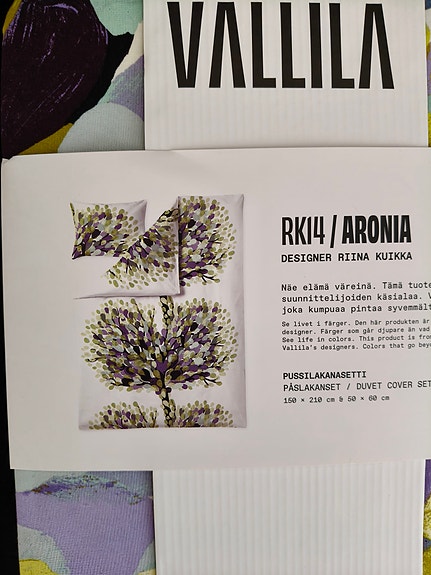 VALLILA
RK14 / ARONIA
DESIGNER RIINA KUIKKA
Näe elämä väreinä. Tämä tuote
suunnittelijoiden käsialaa. V
joka kumpuaa pintaa syvemmält
Se livet i färger. Den här produkten är
designer. Färger som går djupare än vad
See life in colors. This product is from
Vallila's designers. Colors that go beyo
PUSSILAKANASETTI
PÅSLAKANSET / DUVET COVER SET
150 × 210 cm & 50 × 60 cm